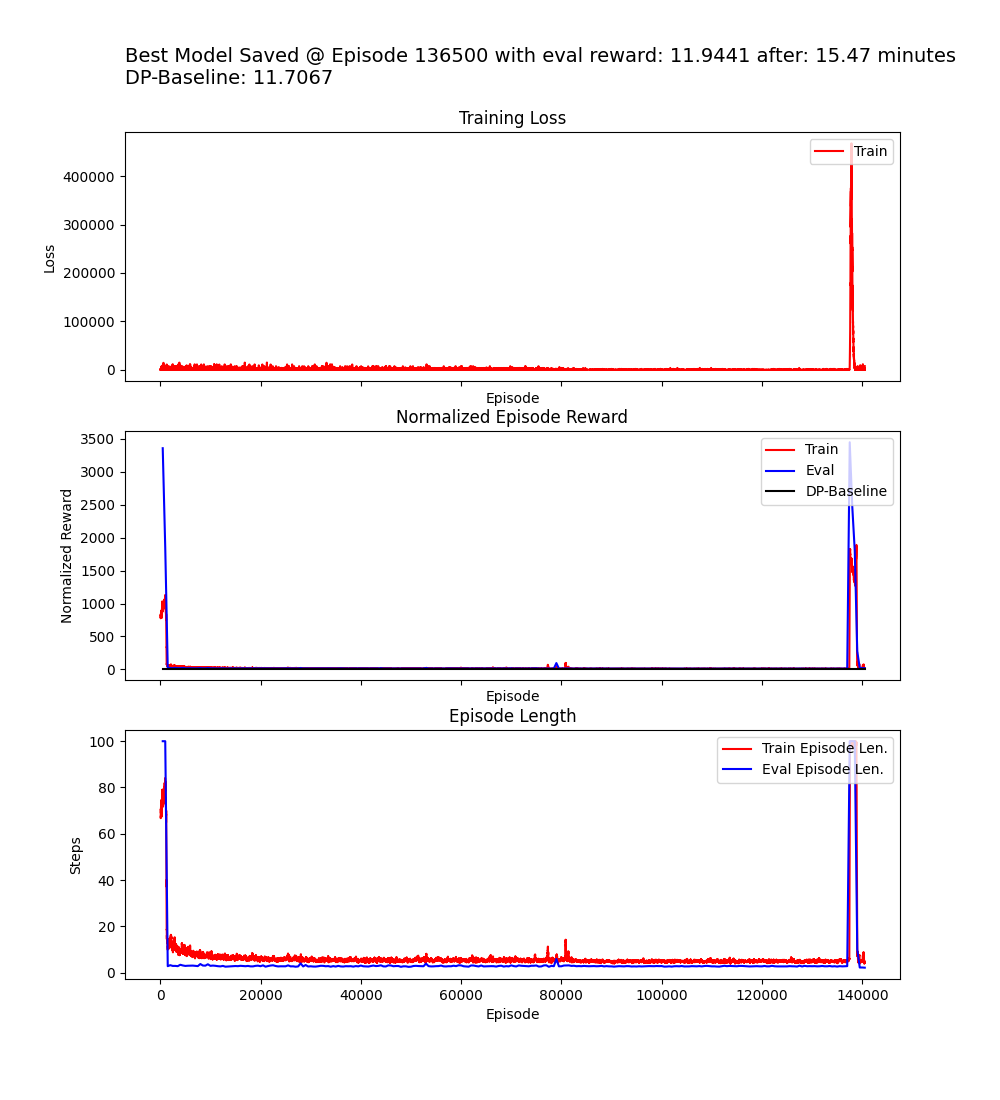 Best Model Saved @ Episode 136500 with eval reward: 11.9441 after: 15.47 minutes
DP-Baseline: 11.7067
Training Loss
Train
400000
300000
200000
100000
0
Loss
Episode
Normalized Episode Reward
Train
Eval
DP-Baseline
3500
3000
2500
2000
1500
1000
500
0
Normalized Reward
Episode
Episode Length
Train Episode Len.
Eval Episode Len.
100
80
60
40
20
0
Steps
0 20000 40000 60000 80000 100000 120000 140000
Episode